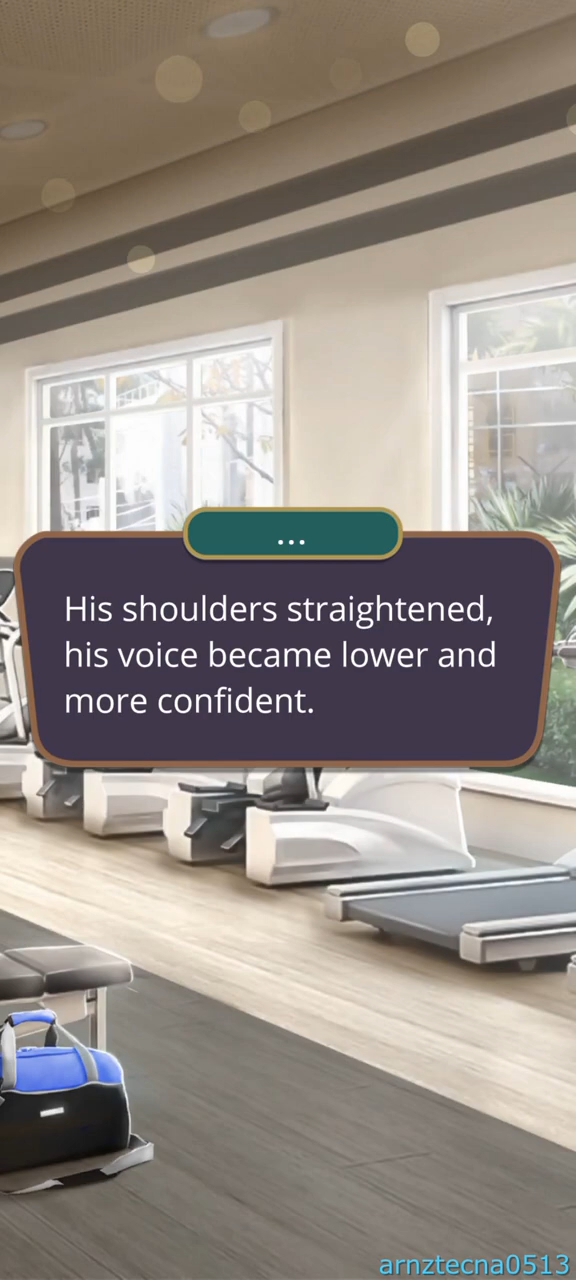 ...
His shoulders straightened,
his voice became lower and
more confident.
arnztecna0513